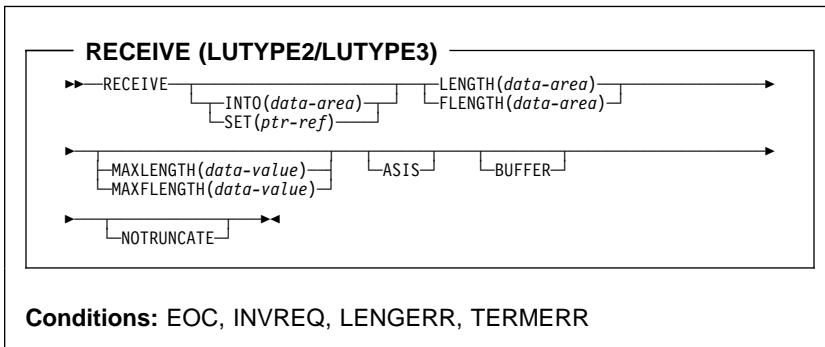 RECEIVE (LUTYPE2/LUTYPE3)
RECEIVE LENGTH(data-area)
INTO(data-area) FLENGTH(data-area)
SET(ptr-ref)
MAXLENGTH(data-value) ASIS BUFFER
MAXFLENGTH(data-value)
NOTRUNCATE
Conditions: EOC, INVREQ, LENGERR, TERMERR